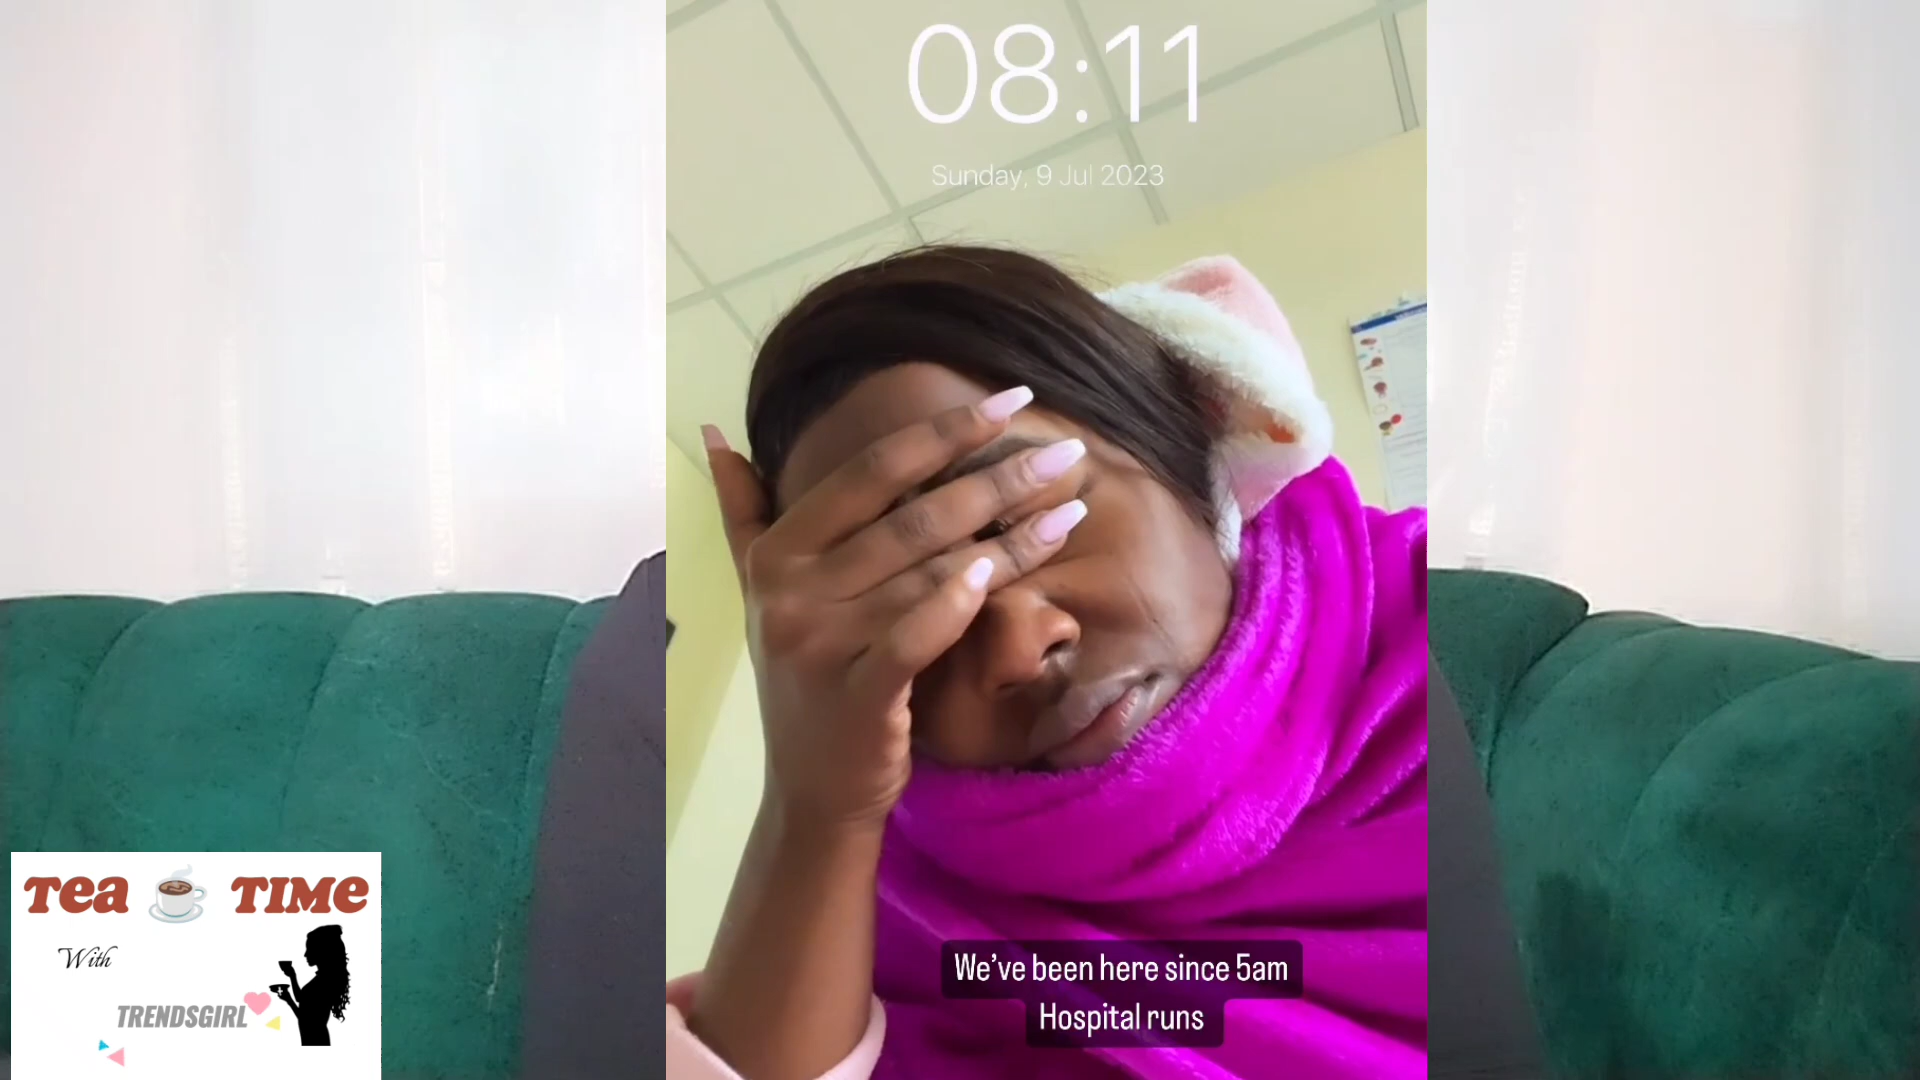 08:11
Sunday, 9 Jul 2023
We've been here since 5am
Hospital runs
Tea TIMe
With
TRENDSGIRL